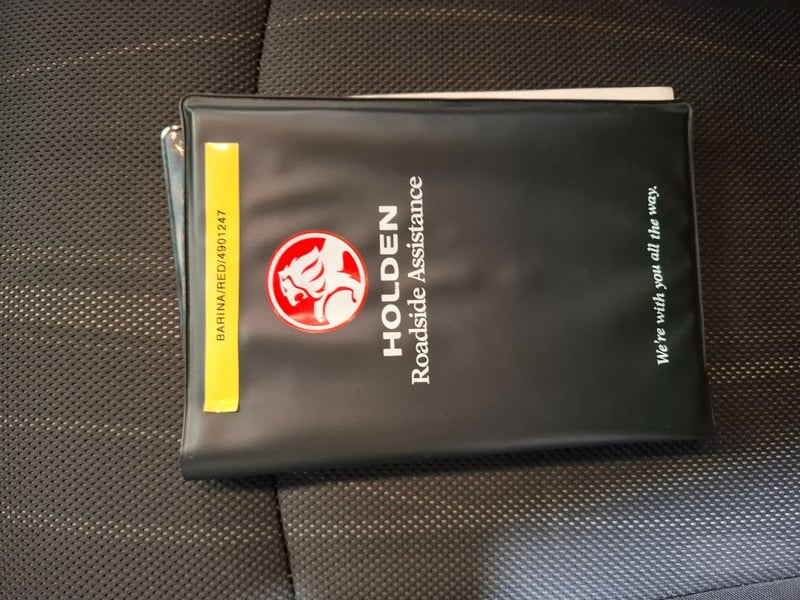 BARINA/RED/4901247
HOLDEN
Roadside Assistance
We're with you all the way.